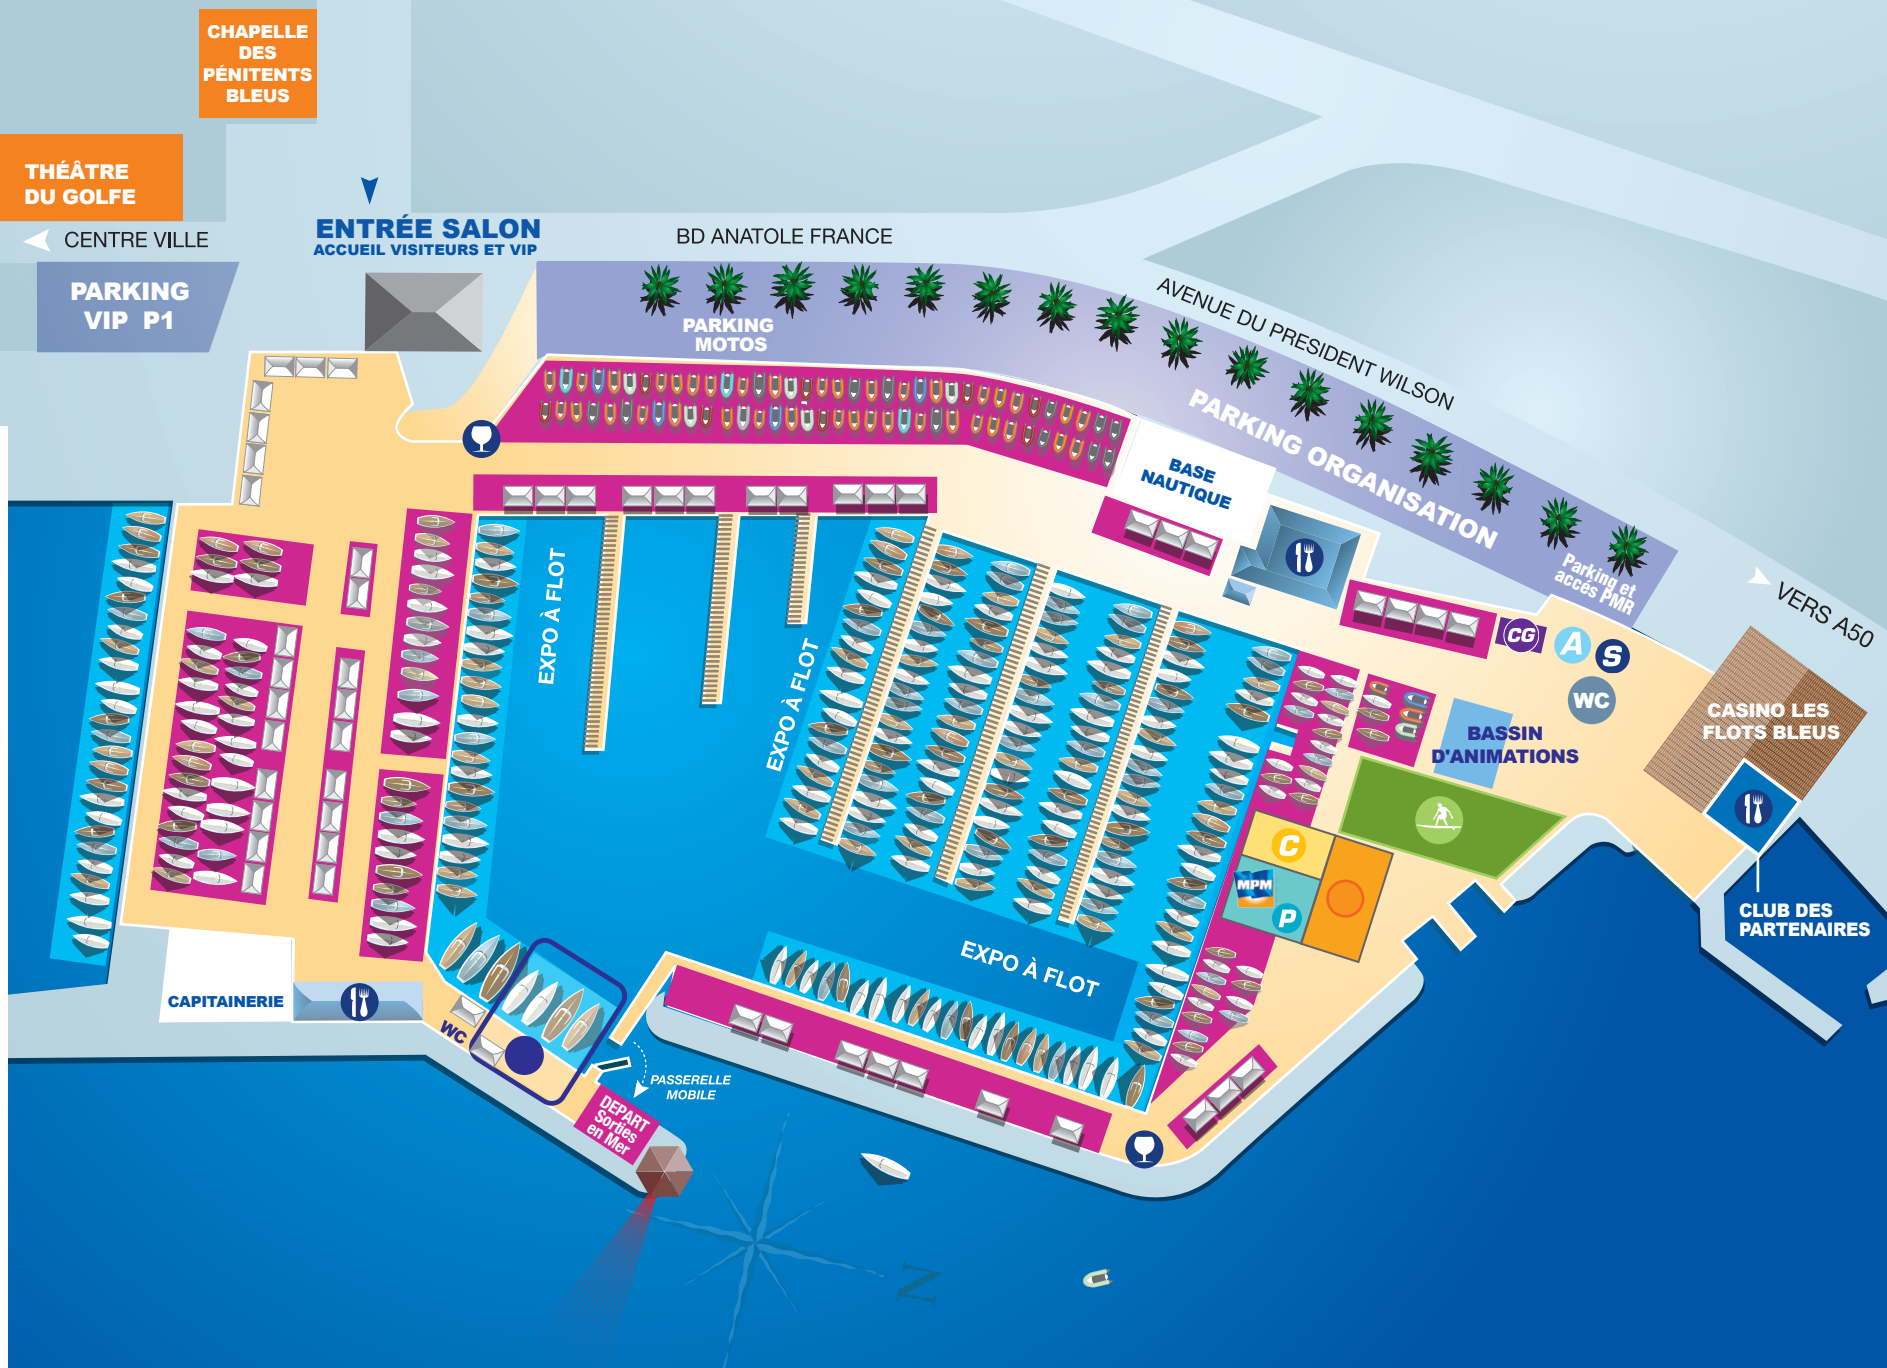 CHAPELLE
DES
PÉNITENTS
BLEUS
THÉÂTRE
DU GOLFE
CENTRE VILLE
PARKING
VIP P1
ENTRÉE SALON
ACCUEIL VISITEURS ET VIP
BD ANATOLE FRANCE
AVENUE DU PRESIDENT WILSON
PARKING
MOTOS
PARKING ORGANISATION
Parking et
accés PMR
VERS A50
BASE
NAUTIQUE
EXPO À FLOT
EXPO À FLOT
EXPO À FLOT
CG
A
S
WC
CASINO LES
FLOTS BLEUS
BASSIN
D'ANIMATIONS
C
MPM
P
CLUB DES
PARTENAIRES
CAPITAINERIE
WC
PASSERELLE
MOBILE
DÉPART
Sorties
en Mer
N